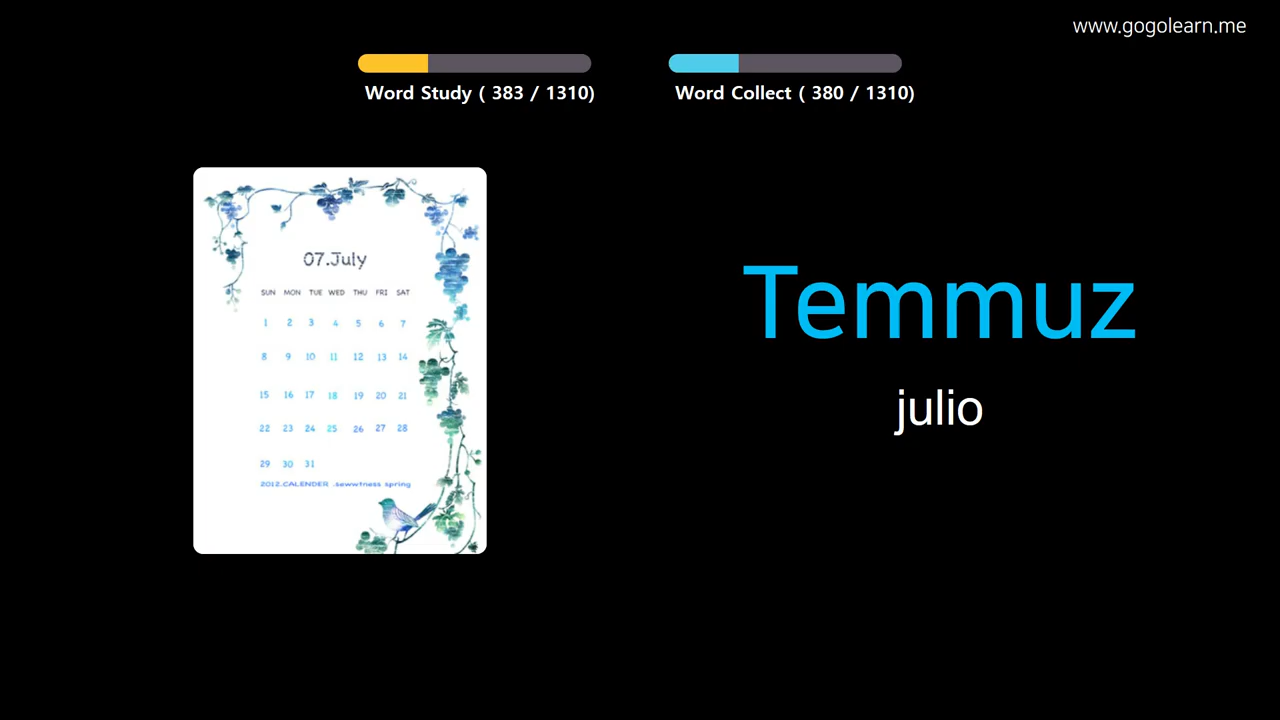 www.gogolearn.me
Word Study ( 383 / 1310)
Word Collect ( 380 / 1310)
07.July
SUN MON TUE WED THU FRI SAT
1 2 3 4 5 6 7
8 9 10 11 12 13 14
15 16 17 18 19 20 21
22 23 24 25 26 27 28
29 30 31
2012.CALENDER .sewwtness spring
Temmuz
julio